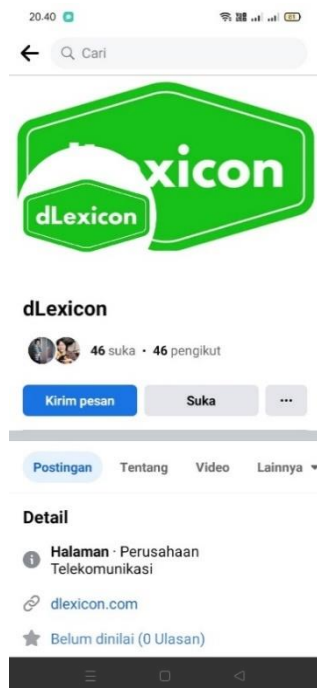 20.40
Cari
dLexicon
dLexicon
dLexicon
46 suka • 46 pengikut
Kirim pesan
Suka
Postingan Tentang Video Lainnya
Detail
Halaman · Perusahaan
Telekomunikasi
dlexicon.com
Belum dinilai (0 Ulasan)